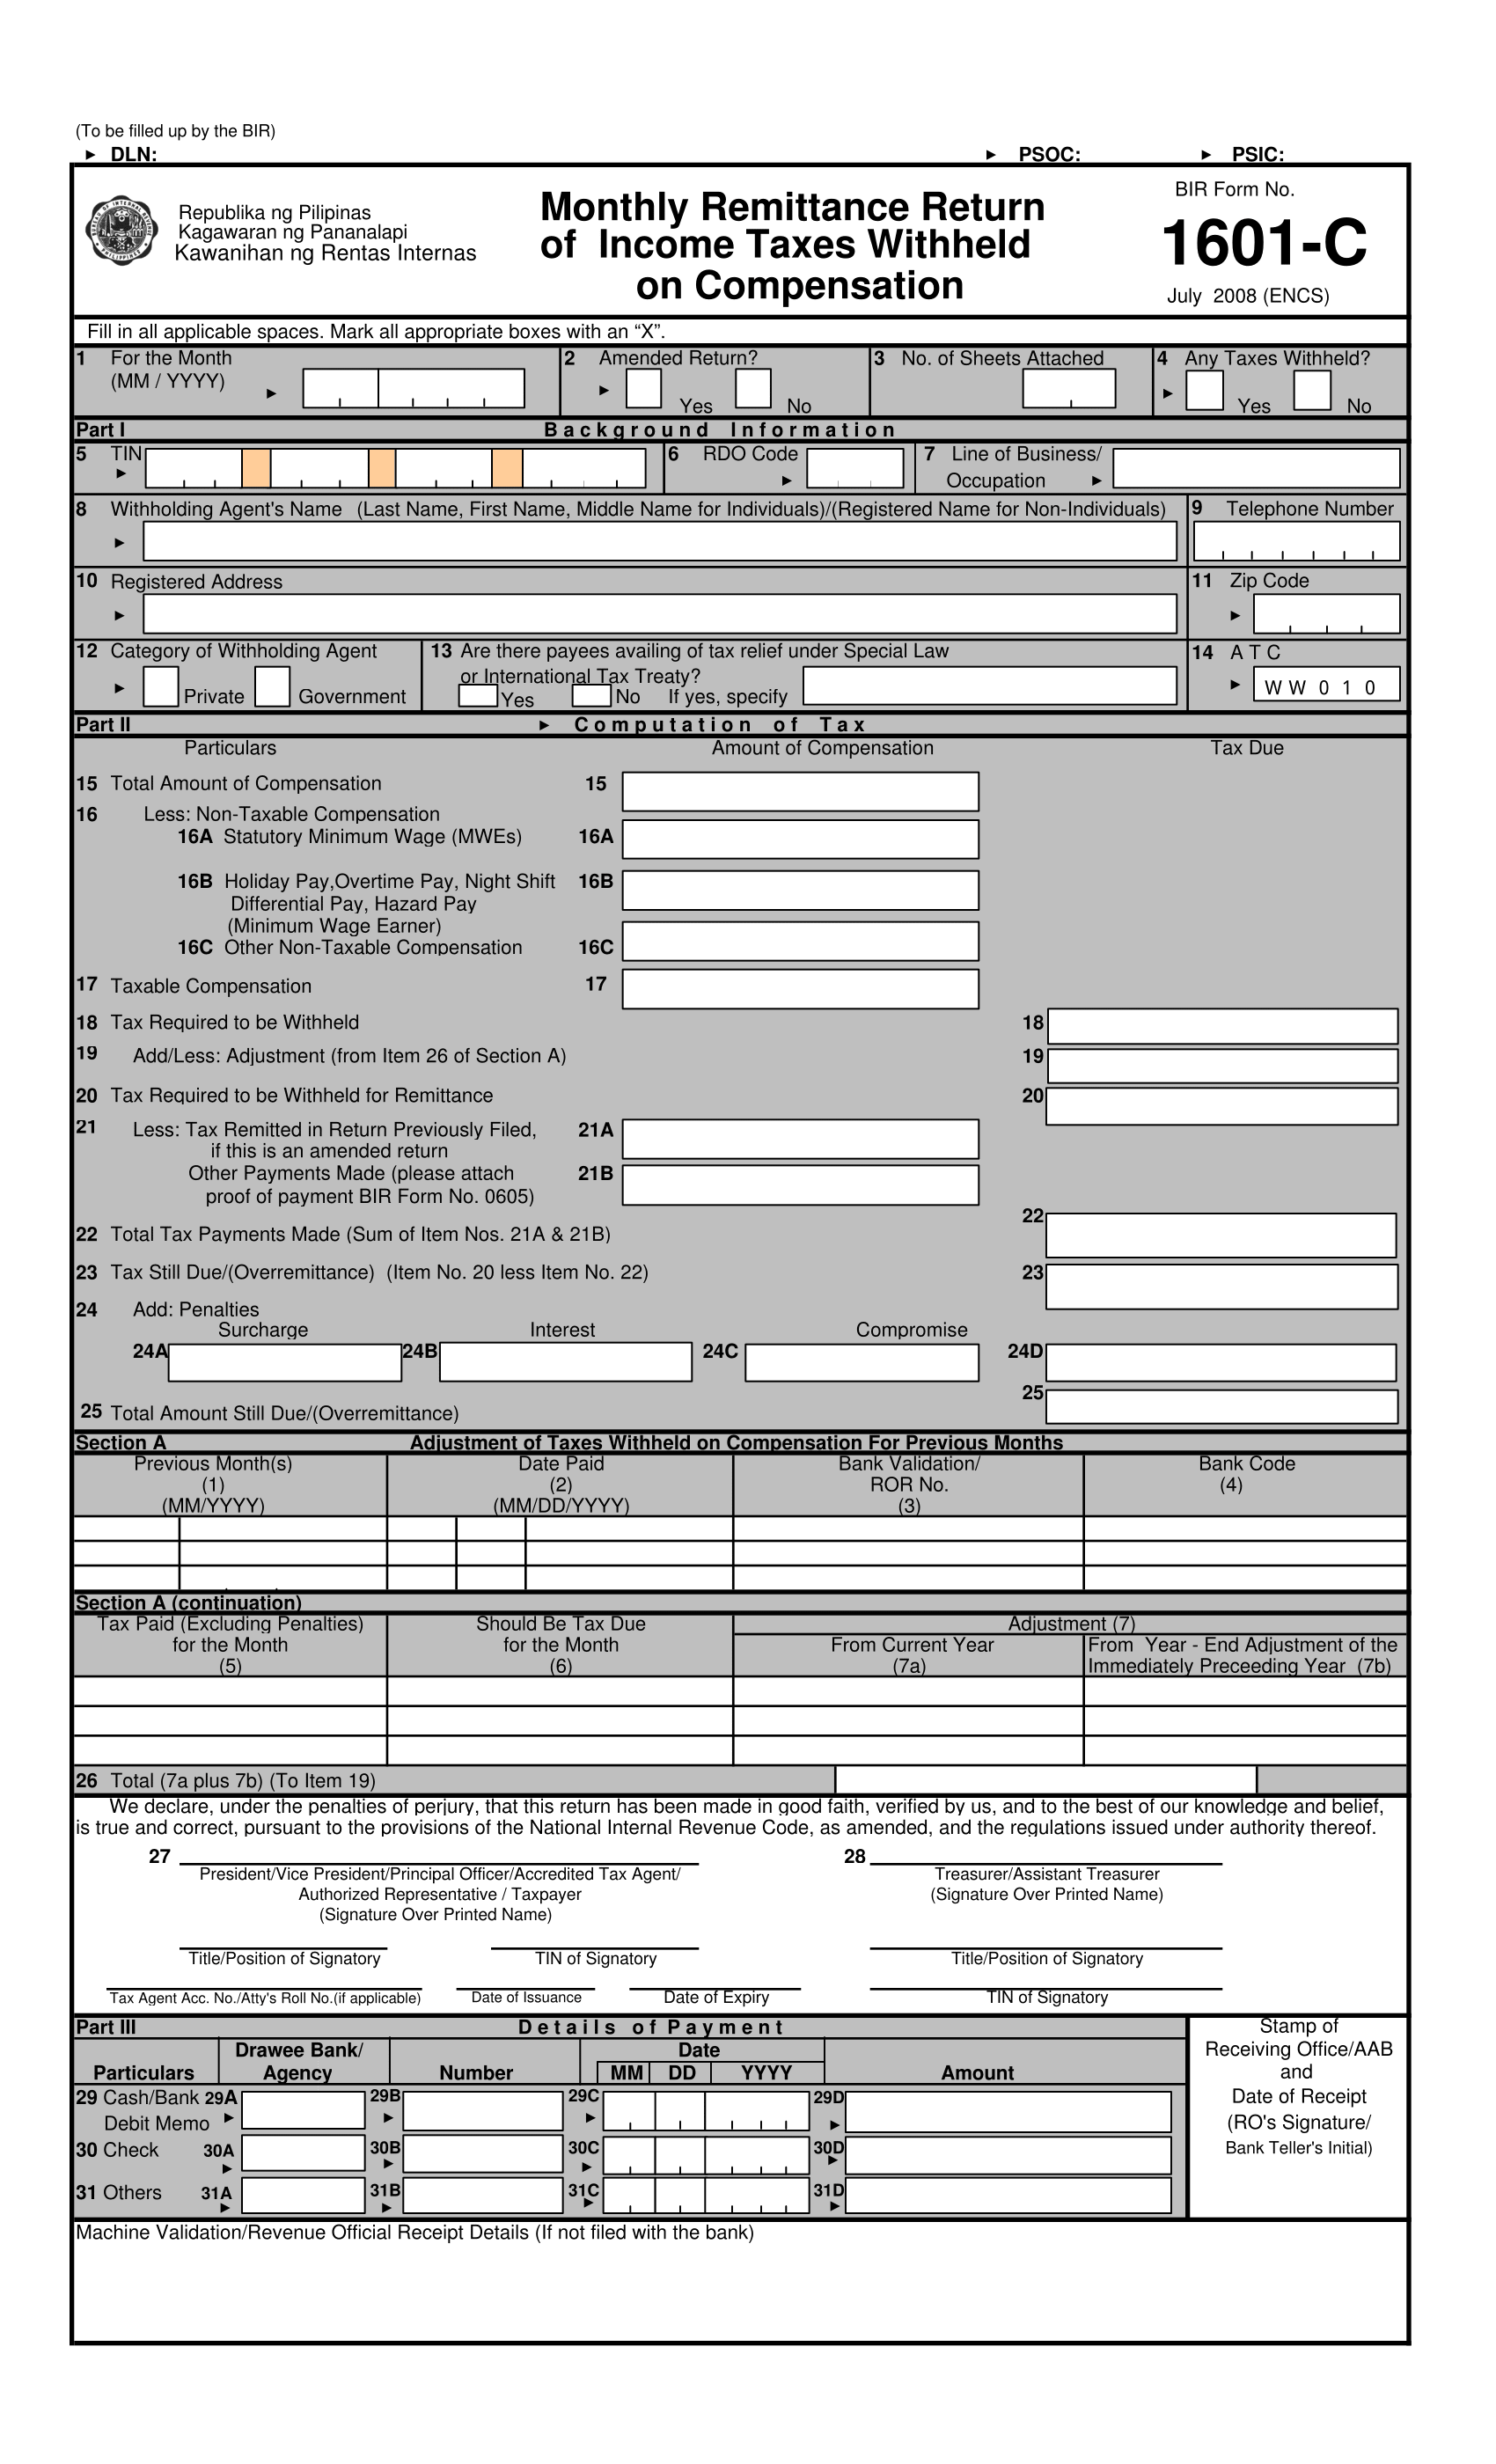 (To be filled up by the BIR)
DLN: PSOC: PSIC:
Republika ng Pilipinas
Kagawaran ng Pananalapi
Kawanihan ng Rentas Internas
Monthly Remittance Return
of Income Taxes Withheld
on Compensation
BIR Form No.
1601-C
July 2008 (ENCS)
Fill in all applicable spaces. Mark all appropriate boxes with an “X”.
1 For the Month
(MM / YYYY)
2 Amended Return?
Yes No
3 No. of Sheets Attached
4 Any Taxes Withheld?
Yes No
Part I Background Information
5 TIN
6 RDO Code
7 Line of Business/
Occupation
8 Withholding Agent's Name (Last Name, First Name, Middle Name for Individuals)/(Registered Name for Non-Individuals)
9 Telephone Number
10 Registered Address
11 Zip Code
12 Category of Withholding Agent
Private Government
13 Are there payees availing of tax relief under Special Law
or International Tax Treaty?
Yes No If yes, specify
14 A T C
W W 0 1 0
Part II Computation of Tax
Particulars Amount of Compensation Tax Due
15 Total Amount of Compensation 15
16 Less: Non-Taxable Compensation
16A Statutory Minimum Wage (MWEs) 16A
16B Holiday Pay,Overtime Pay, Night Shift 16B
Differential Pay, Hazard Pay
(Minimum Wage Earner)
16C Other Non-Taxable Compensation 16C
17 Taxable Compensation 17
18 Tax Required to be Withheld 18
19 Add/Less: Adjustment (from Item 26 of Section A) 19
20 Tax Required to be Withheld for Remittance 20
21 Less: Tax Remitted in Return Previously Filed, 21A
if this is an amended return
Other Payments Made (please attach 21B
proof of payment BIR Form No. 0605)
22 Total Tax Payments Made (Sum of Item Nos. 21A & 21B) 22
23 Tax Still Due/(Overremittance) (Item No. 20 less Item No. 22) 23
24 Add: Penalties
Surcharge Interest Compromise
24A 24B 24C 24D
25 Total Amount Still Due/(Overremittance) 25
Section A Adjustment of Taxes Withheld on Compensation For Previous Months
Previous Month(s)
(1)
(MM/YYYY)
Date Paid
(2)
(MM/DD/YYYY)
Bank Validation/
ROR No.
(3)
Bank Code
(4)
Section A (continuation)
Tax Paid (Excluding Penalties)
for the Month
(5)
Should Be Tax Due
for the Month
(6)
Adjustment (7)
From Current Year
(7a)
From Year - End Adjustment of the
Immediately Preceeding Year (7b)
26 Total (7a plus 7b) (To Item 19)
We declare, under the penalties of perjury, that this return has been made in good faith, verified by us, and to the best of our knowledge and belief,
is true and correct, pursuant to the provisions of the National Internal Revenue Code, as amended, and the regulations issued under authority thereof.
27
President/Vice President/Principal Officer/Accredited Tax Agent/
Authorized Representative / Taxpayer
(Signature Over Printed Name)
28
Treasurer/Assistant Treasurer
(Signature Over Printed Name)
Title/Position of Signatory TIN of Signatory Title/Position of Signatory
Tax Agent Acc. No./Atty's Roll No.(if applicable) Date of Issuance Date of Expiry TIN of Signatory
Part III Details of Payment
Particulars
Drawee Bank/
Agency
Number
Date
MM DD YYYY
Amount
29 Cash/Bank 29A 29B 29C 29D
Debit Memo
30 Check 30A 30B 30C 30D
31 Others 31A 31B 31C 31D
Stamp of
Receiving Office/AAB
and
Date of Receipt
(RO's Signature/
Bank Teller's Initial)
Machine Validation/Revenue Official Receipt Details (If not filed with the bank)